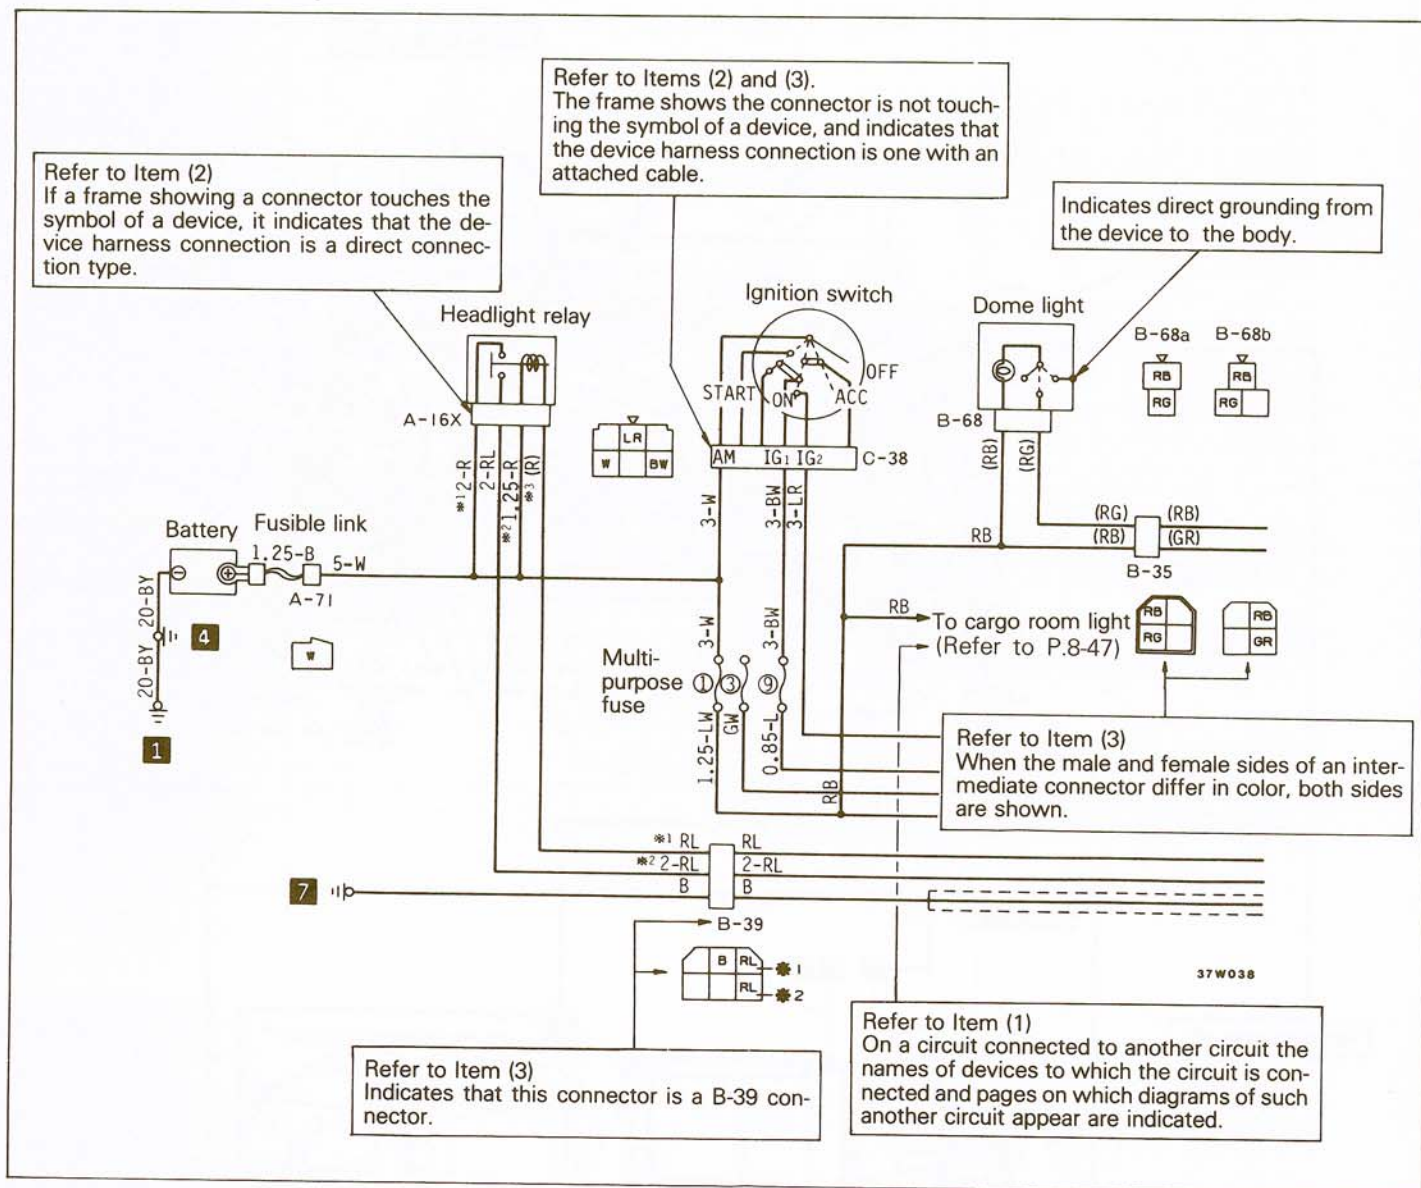 Refer to Items (2) and (3).
The frame shows the connector is not touch-
ing the symbol of a device, and indicates that
the device harness connection is one with an
attached cable.
Refer to Item (2)
If a frame showing a connector touches the
symbol of a device, it indicates that the de-
vice harness connection is a direct connec-
tion type.
Indicates direct grounding from
the device to the body.
Headlight relay
Ignition switch
Dome light
B-68a
B-68b
RB
RG
RB
RG
OFF
START
ON
ACC
A-16X
B-68
LR
W
BW
AM
IG1
IG2
C-38
(RB)
(RG)
※1 2-R
2-RL
※2 1.25-R
※3 (R)
3-W
3-BW
3-LR
Battery
Fusible link
1.25-B
5-W
A-71
W
20-BY
4
20-BY
1
RB
(RG)
(RB)
(RB)
(GR)
B-35
RB
To cargo room light
(Refer to P.8-47)
RB
RG
RB
GR
3-W
3-BW
Multi-
purpose
fuse
①
③
⑨
1.25-LW
GW
0.85-L
RB
Refer to Item (3)
When the male and female sides of an inter-
mediate connector differ in color, both sides
are shown.
※1 RL
RL
※2 2-RL
2-RL
B
B
7
B-39
B
RL
※1
RL
※2
37W038
Refer to Item (3)
Indicates that this connector is a B-39 con-
nector.
Refer to Item (1)
On a circuit connected to another circuit the
names of devices to which the circuit is con-
nected and pages on which diagrams of such
another circuit appear are indicated.